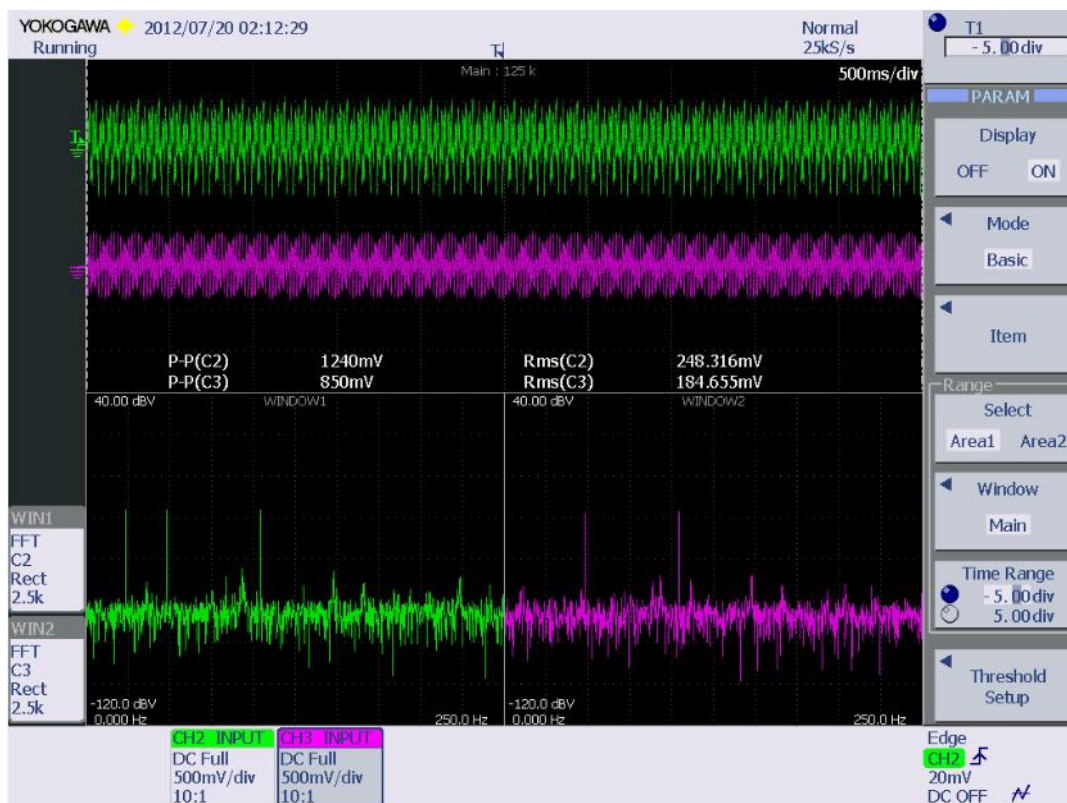 YOKOGAWA 2012/07/20 02:12:29
Running
Normal
25kS/s
T
Main : 125 k
500ms/div
T
P-P(C2) 1240mV Rms(C2) 248.316mV
P-P(C3) 850mV Rms(C3) 184.655mV
40.00 dBV WINDOW1
-120.0 dBV
0.000 Hz 250.0 Hz
40.00 dBV WINDOW2
-120.0 dBV
0.000 Hz 250.0 Hz
WIN1
FFT
C2
Rect
2.5k
WIN2
FFT
C3
Rect
2.5k
CH2 INPUT
DC Full
500mV/div
10:1
CH3 INPUT
DC Full
500mV/div
10:1
T1
-5.00div
PARAM
Display
OFF ON
Mode
Basic
Item
Range
Select
Area1 Area2
Window
Main
Time Range
-5.00div
5.00div
Threshold
Setup
Edge
CH2
20mV
DC OFF